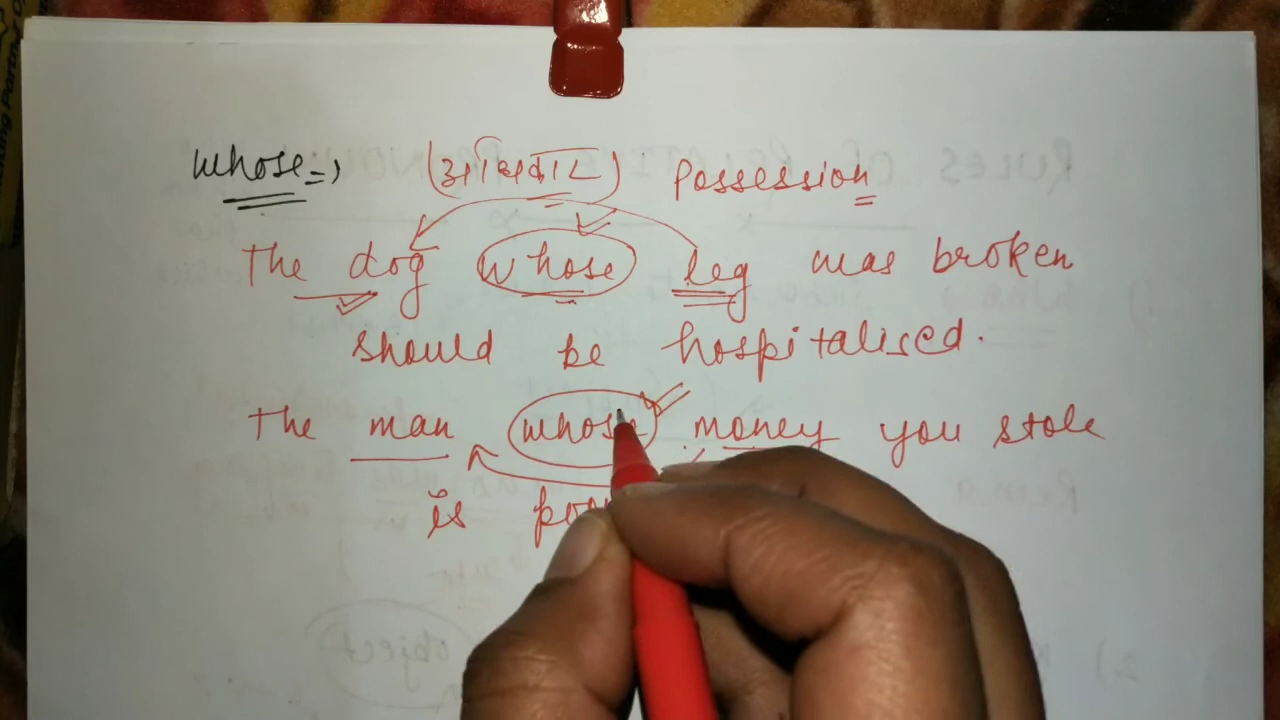 whose => (अधिकार) Possession
The dog whose leg was broken
should be hospitalised.
The man whose money you stole
is